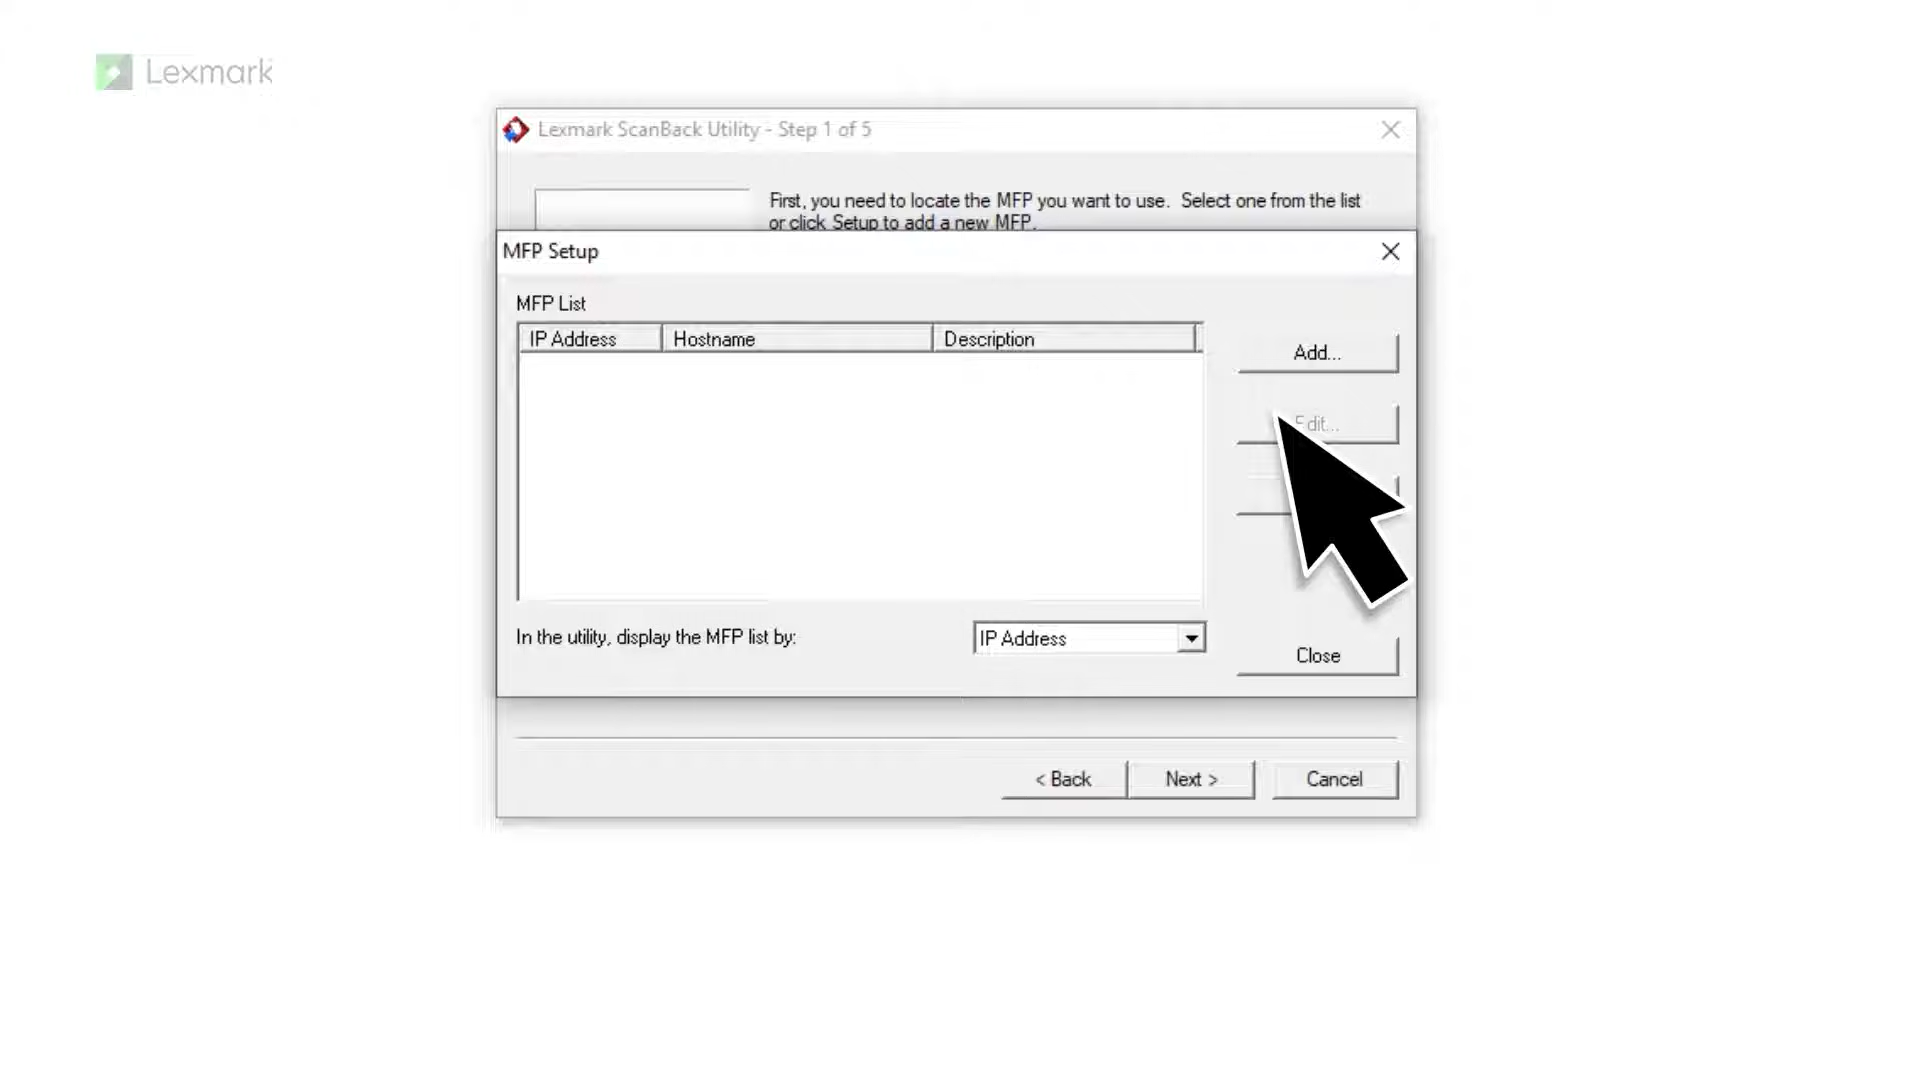 Lexmark
Lexmark ScanBack Utility - Step 1 of 5
First, you need to locate the MFP you want to use. Select one from the list
or click Setup to add a new MFP.
MFP Setup
MFP List
IP Address Hostname Description
Add...
Edit...
In the utility, display the MFP list by:
IP Address
Close
< Back
Next >
Cancel